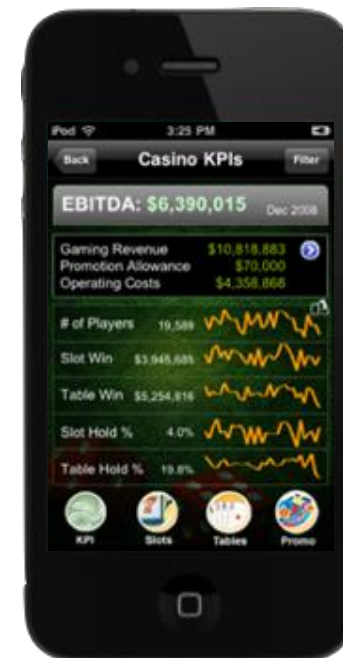 iPod 3:25 PM
Back Casino KPIs Filter
EBITDA: $6,390,015 Dec 2008
Gaming Revenue $10,818,883
Promotion Allowance $70,000
Operating Costs $4,358,868
# of Players 19,589
Slot Win $3,945,685
Table Win $5,254,816
Slot Hold % 4.0%
Table Hold % 19.8%
KPI Slots Tables Promo